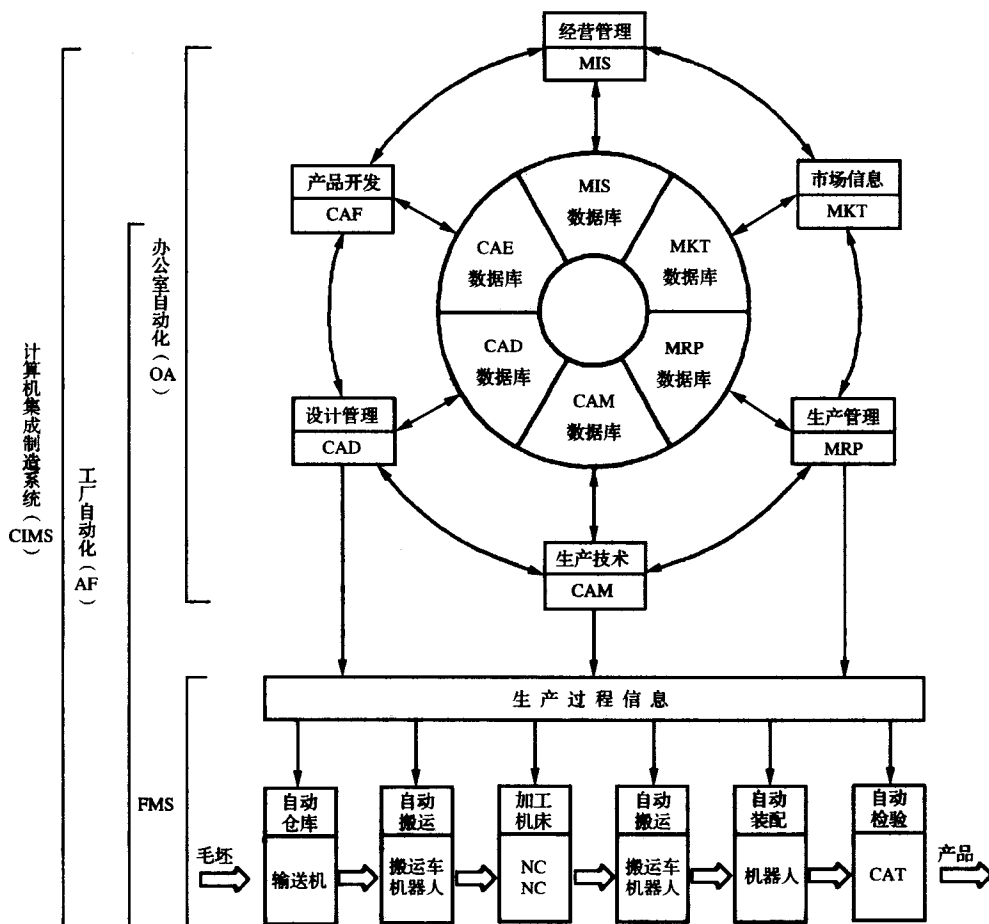 经营管理
MIS
产品开发
CAF
市场信息
MKT
MIS
数据库
CAE
数据库
MKT
数据库
CAD
数据库
MRP
数据库
CAM
数据库
设计管理
CAD
生产管理
MRP
生产技术
CAM
计算机集成制造系统(CIMS)
工厂自动化(AF)
办公室自动化(OA)
FMS
生产过程信息
毛坯
自动
仓库
输送机
自动
搬运
搬运车
机器人
加工
机床
NC
NC
自动
搬运
搬运车
机器人
自动
装配
机器人
自动
检验
CAT
产品